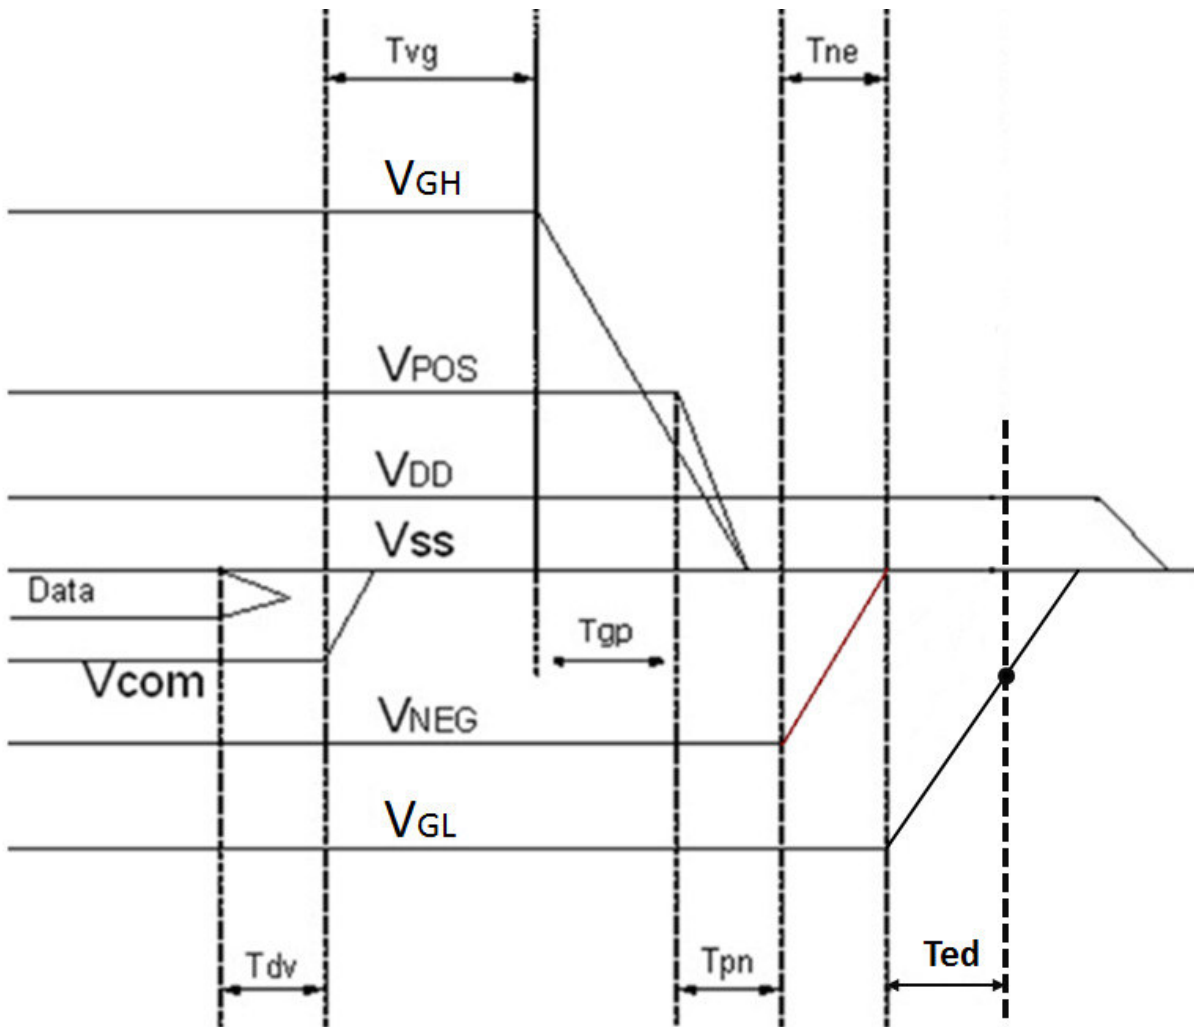 Tvg
Tne
VGH
VPOS
VDD
Vss
Data
Tgp
Vcom
VNEG
VGL
Tdv
Tpn
Ted